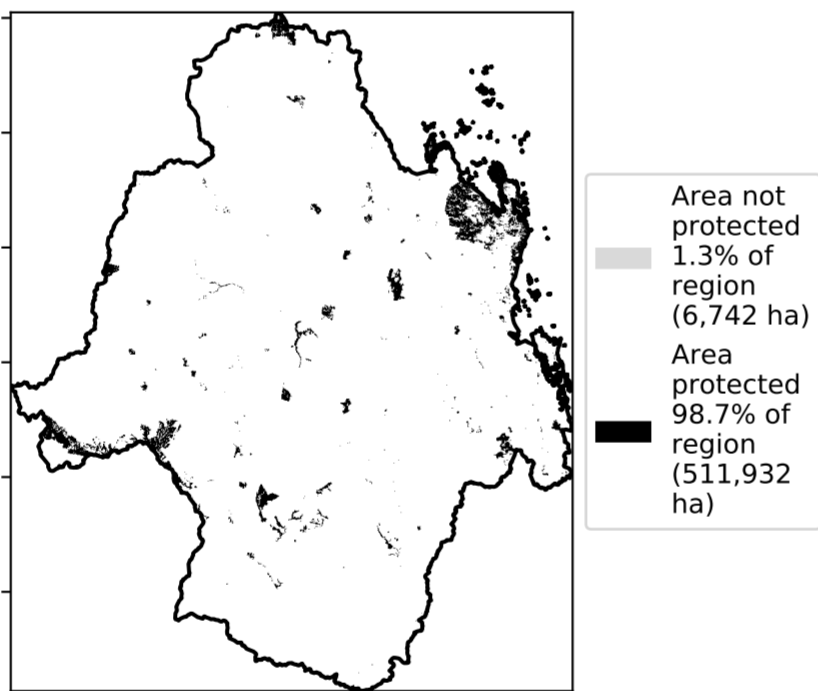 Area not
protected
1.3% of
region
(6,742 ha)
Area
protected
98.7% of
region
(511,932
ha)